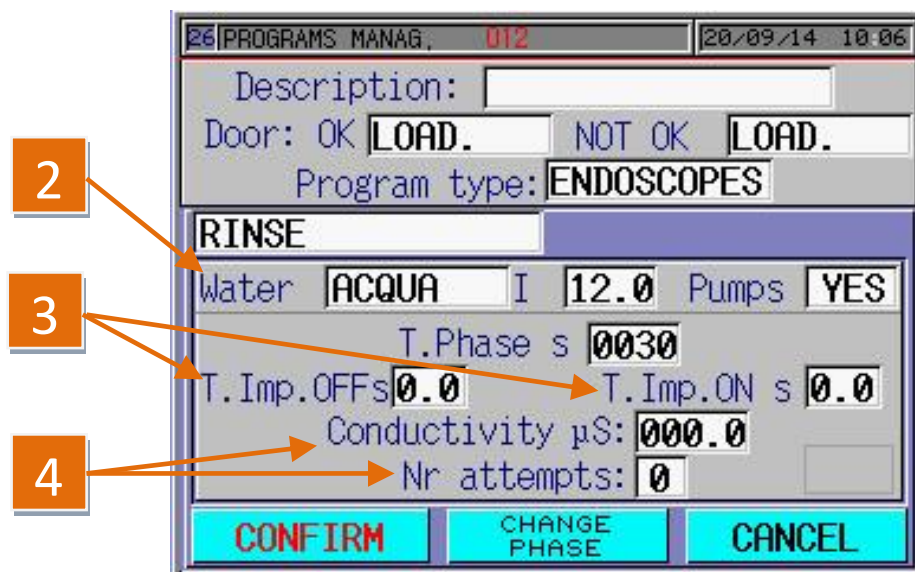 26 PROGRAMS MANAG. 012 20/09/14 10:06
Description:
Door: OK LOAD. NOT OK LOAD.
Program type: ENDOSCOPES
RINSE
2
Water ACQUA I 12.0 Pumps YES
3
T.Phase s 0030
T.Imp.OFFs 0.0 T.Imp.ON s 0.0
Conductivity µS: 000.0
4
Nr attempts: 0
CONFIRM CHANGE PHASE CANCEL